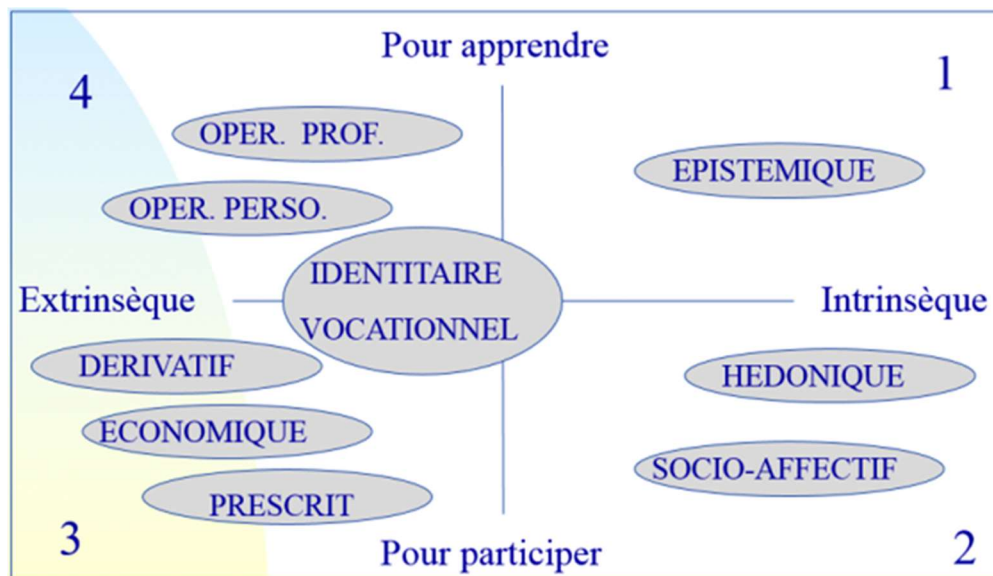 Pour apprendre
4
1
OPER. PROF.
EPISTEMIQUE
OPER. PERSO.
IDENTITAIRE
VOCATIONNEL
Extrinsèque
Intrinsèque
DERIVATIF
HEDONIQUE
ECONOMIQUE
SOCIO-AFFECTIF
PRESCRIT
3
Pour participer
2